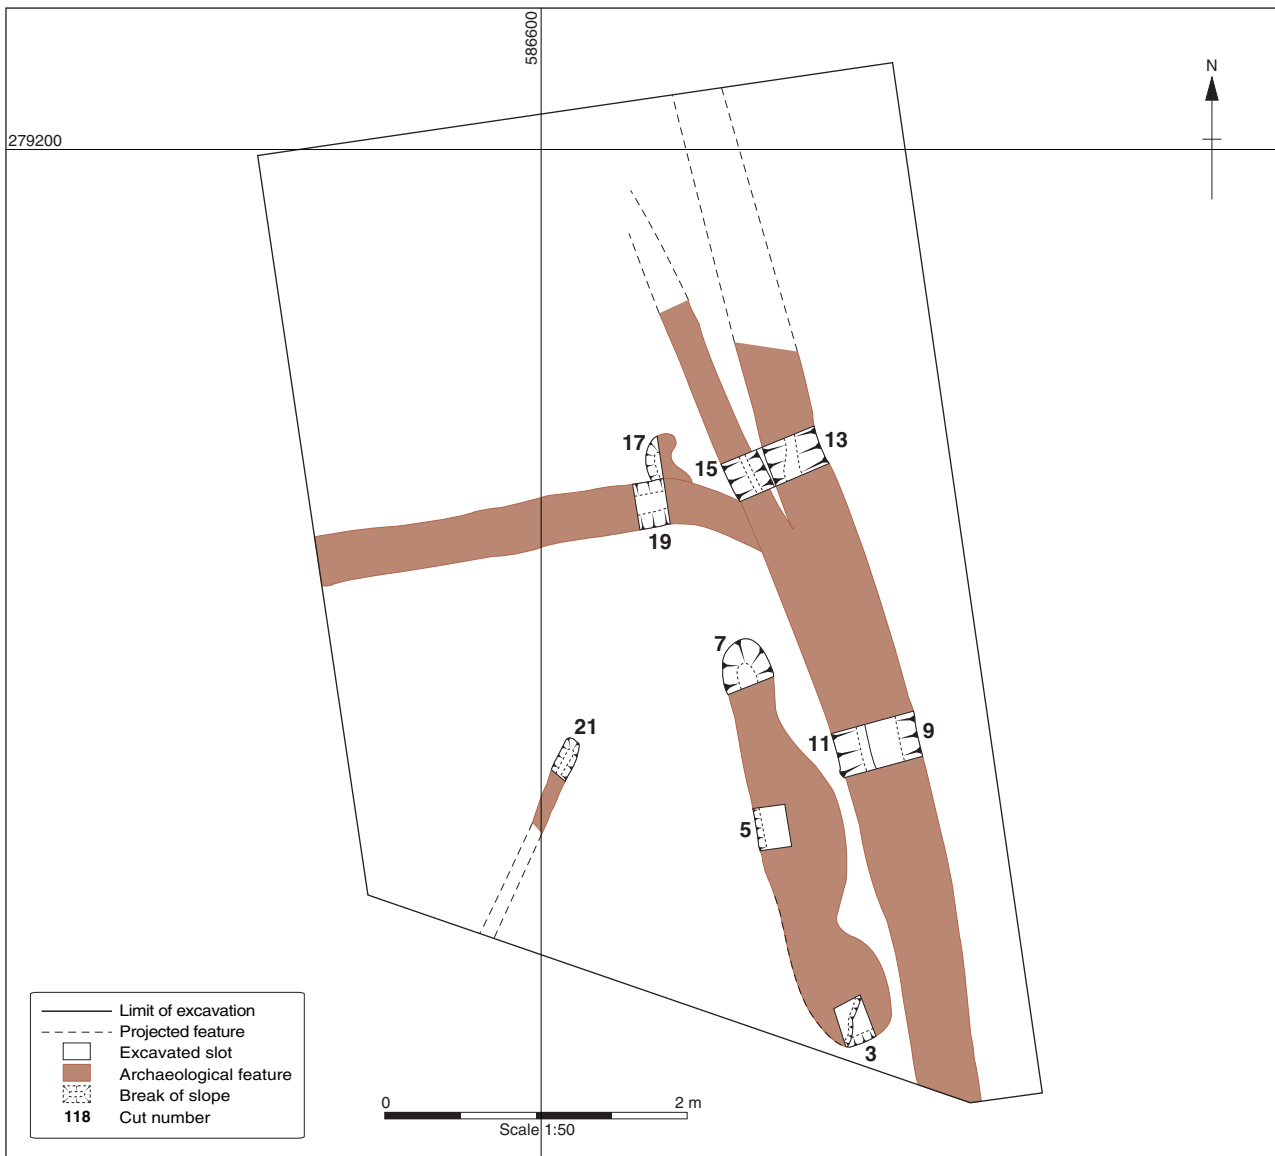 586600
N
279200
17
15
13
19
7
21
11
9
5
3
Limit of excavation
Projected feature
Excavated slot
Archaeological feature
Break of slope
118 Cut number
0 2 m
Scale 1:50